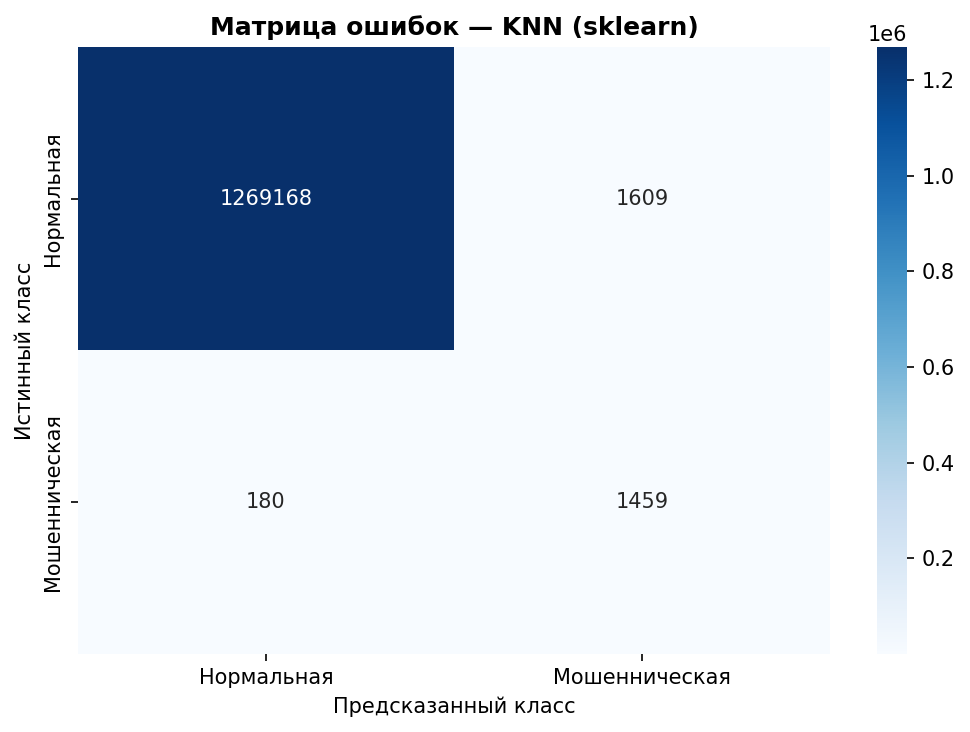 Матрица ошибок — KNN (sklearn)
1e6
Истинный класс
Нормальная
Мошенническая
1269168
1609
180
1459
1.2
1.0
0.8
0.6
0.4
0.2
Нормальная
Мошенническая
Предсказанный класс